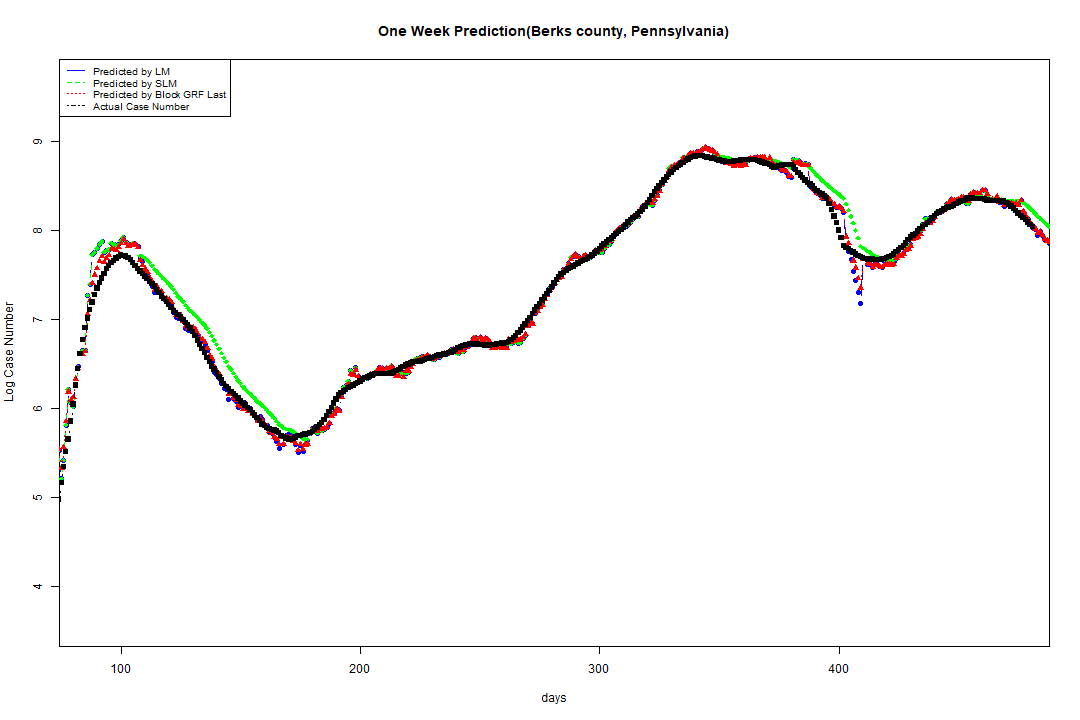 One Week Prediction(Berks county, Pennsylvania)
Predicted by LM
Predicted by SLM
Predicted by Block GRF Last
Actual Case Number
Log Case Number
9
8
7
6
5
4
100 200 300 400
days